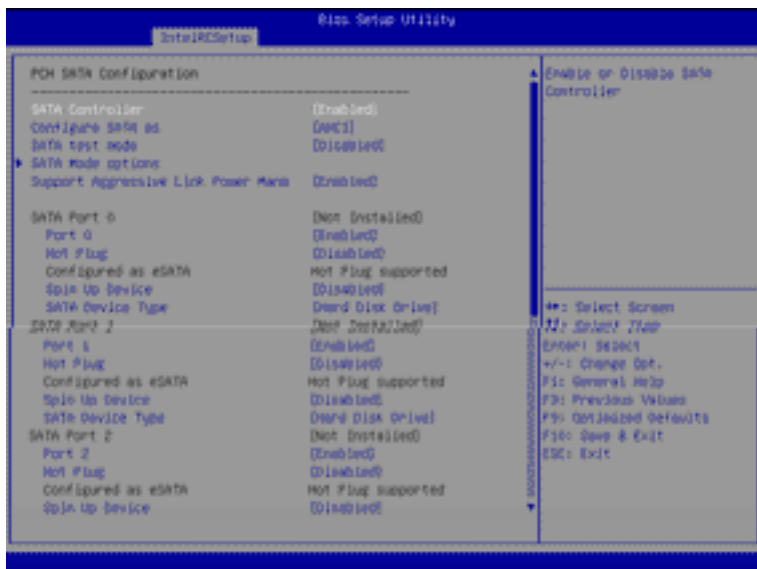 Bios Setup Utility
IntelRCSetup
PCH SATA Configuration
SATA Controller [Enabled]
Configure SATA as [AHCI]
SATA test mode [Disabled]
SATA Mode options
Support Aggressive Link Power Mana [Enabled]
SATA Port 0 [Not Installed]
Port 0 [Enabled]
Hot Plug [Disabled]
Configured as eSATA Hot Plug supported
Spin Up Device [Disabled]
SATA Device Type [Hard Disk Drive]
SATA Port 1 [Not Installed]
Port 1 [Enabled]
Hot Plug [Disabled]
Configured as eSATA Hot Plug supported
Spin Up Device [Disabled]
SATA Device Type [Hard Disk Drive]
SATA Port 2 [Not Installed]
Port 2 [Enabled]
Hot Plug [Disabled]
Configured as eSATA Hot Plug supported
Spin Up Device [Disabled]
Enable or Disable SATA
Controller
→←: Select Screen
↑↓: Select Item
Enter: Select
+/-: Change Opt.
F1: General Help
F3: Previous Values
F9: Optimized Defaults
F10: Save & Exit
ESC: Exit